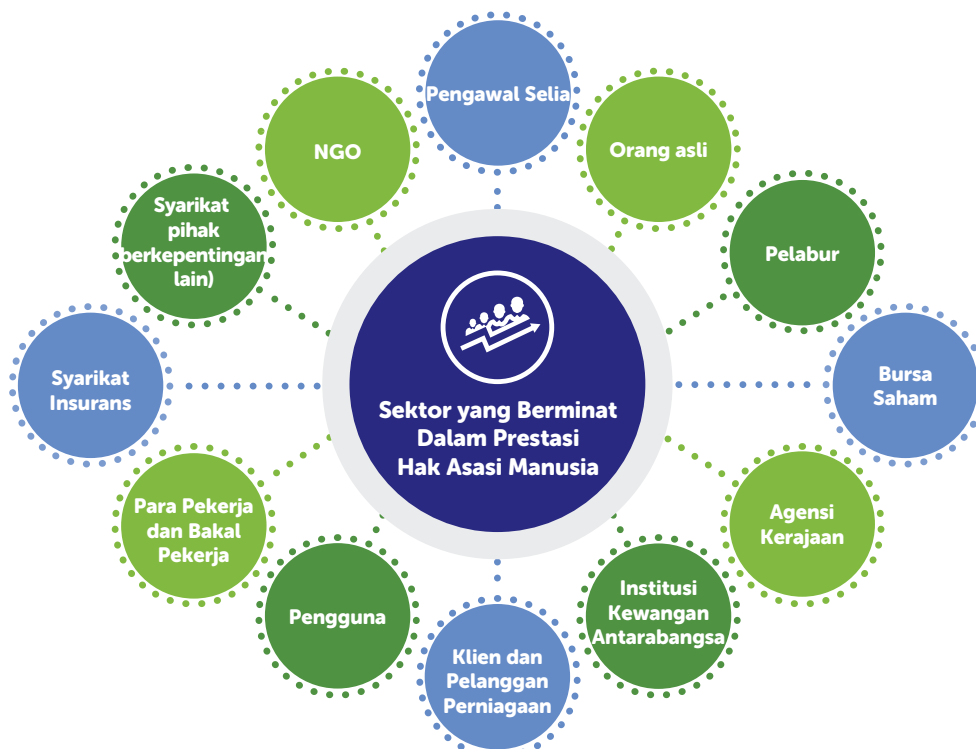 Pengawal Selia
Orang asli
Pelabur
Bursa
Saham
Agensi
Kerajaan
Institusi
Kewangan
Antarabangsa
Klien dan
Pelanggan
Perniagaan
Pengguna
Para Pekerja
dan Bakal
Pekerja
Syarikat
Insurans
Syarikat
pihak
berkepentingan
lain)
NGO
Sektor yang Berminat
Dalam Prestasi
Hak Asasi Manusia